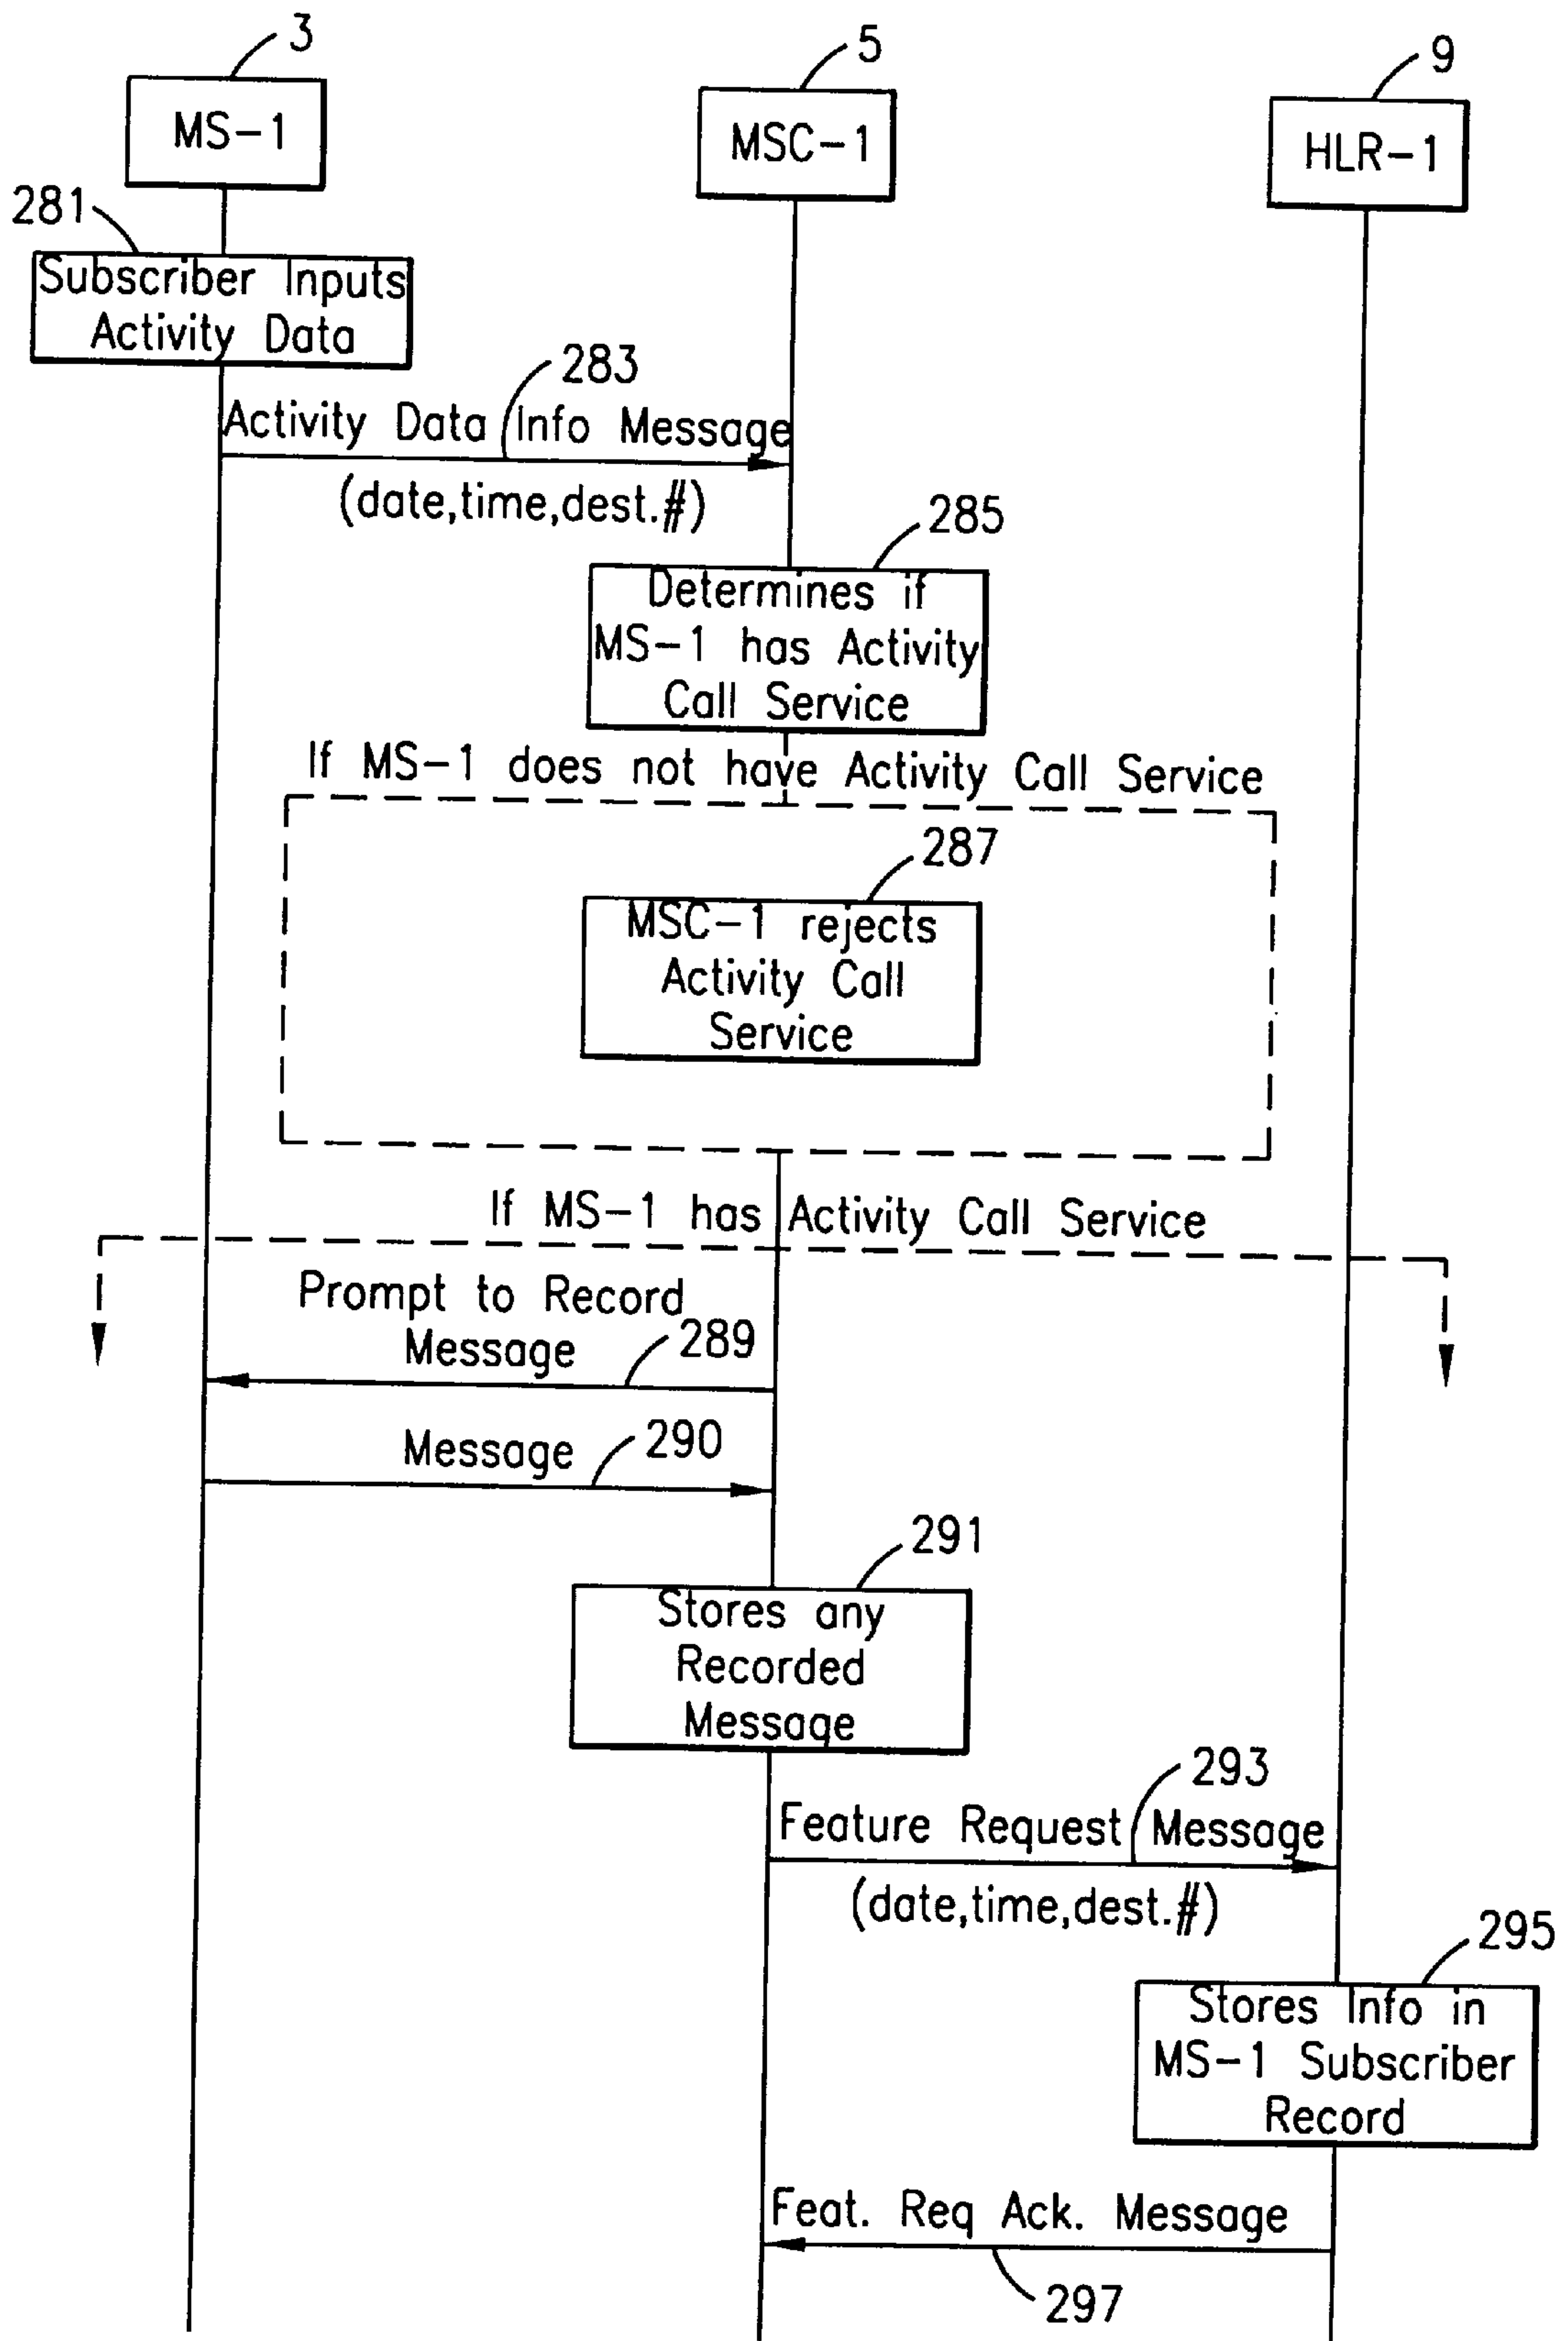 3
5
9
MS-1
MSC-1
HLR-1
281
Subscriber Inputs
Activity Data
283
Activity Data Info Message
(date,time,dest.#)
285
Determines if
MS-1 has Activity
Call Service
If MS-1 does not have Activity Call Service
287
MSC-1 rejects
Activity Call
Service
If MS-1 has Activity Call Service
Prompt to Record
Message
289
Message
290
291
Stores any
Recorded
Message
293
Feature Request Message
(date,time,dest.#)
295
Stores Info in
MS-1 Subscriber
Record
Feat. Req Ack. Message
297